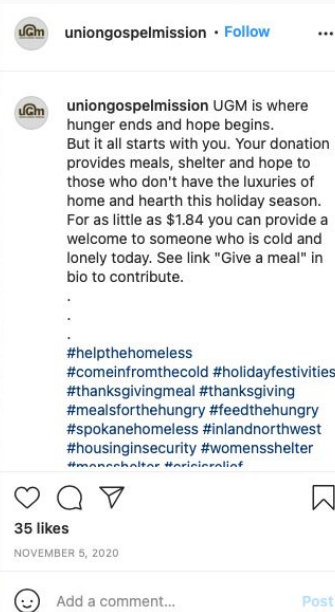 uniongospelmission • Follow
uniongospelmission UGM is where
hunger ends and hope begins.
But it all starts with you. Your donation
provides meals, shelter and hope to
those who don't have the luxuries of
home and hearth this holiday season.
For as little as $1.84 you can provide a
welcome to someone who is cold and
lonely today. See link "Give a meal" in
bio to contribute.
.
.
.
#helpthehomeless
#comeinfromthecold #holidayfestivities
#thanksgivingmeal #thanksgiving
#mealsforthehungry #feedthehungry
#spokanehomeless #inlandnorthwest
#housinginsecurity #womensshelter
#mensshelter #crisisrelief
35 likes
NOVEMBER 5, 2020
Add a comment...
Post